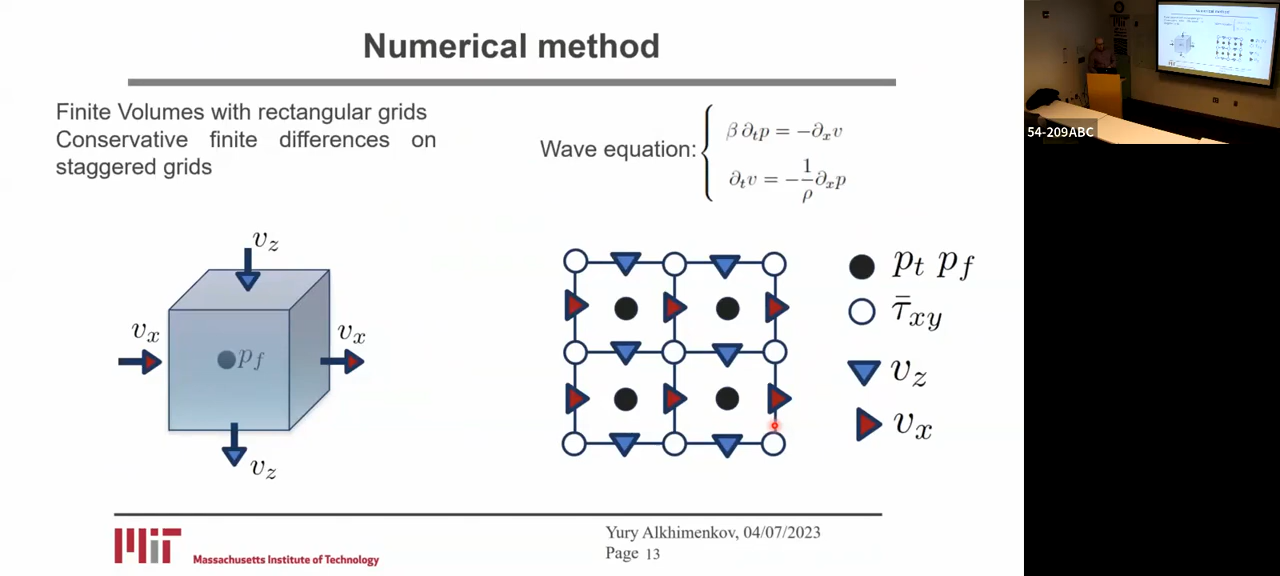 Numerical method
Finite Volumes with rectangular grids
Conservative finite differences on
staggered grids
Wave equation:
β ∂ₜp = −∂ₓv
∂ₜv = −1/ρ ∂ₓp
v_z
v_x
v_x
p_f
v_z
p_t p_f
τ̄_xy
v_z
v_x
MIT
Massachusetts Institute of Technology
Yury Alkhimenkov, 04/07/2023
Page 13
54-209ABC